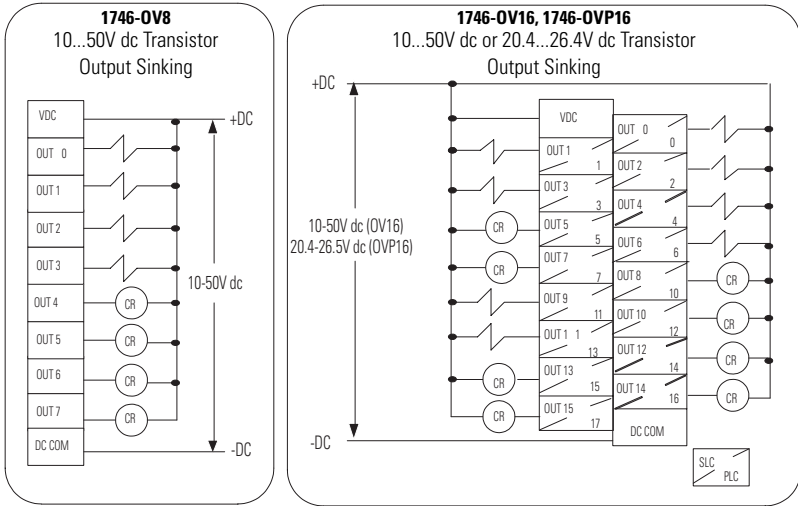 1746-OV8
10...50V dc Transistor
Output Sinking
+DC
VDC
OUT 0
OUT 1
OUT 2
OUT 3
10-50V dc
OUT 4 CR
OUT 5 CR
OUT 6 CR
OUT 7 CR
DC COM
-DC
1746-OV16, 1746-OVP16
10...50V dc or 20.4...26.4V dc Transistor
Output Sinking
+DC
VDC
OUT 0 0
OUT 1 1
OUT 2 2
OUT 3 3
OUT 4 4
10-50V dc (OV16)
20.4-26.5V dc (OVP16)
CR OUT 5 5
OUT 6 6
CR OUT 7 7
OUT 8 10 CR
OUT 9 11
OUT 10 12 CR
OUT 1 1 13
OUT 12 14 CR
CR OUT 13 15
OUT 14 16 CR
CR OUT 15 17
DC COM
-DC
SLC PLC